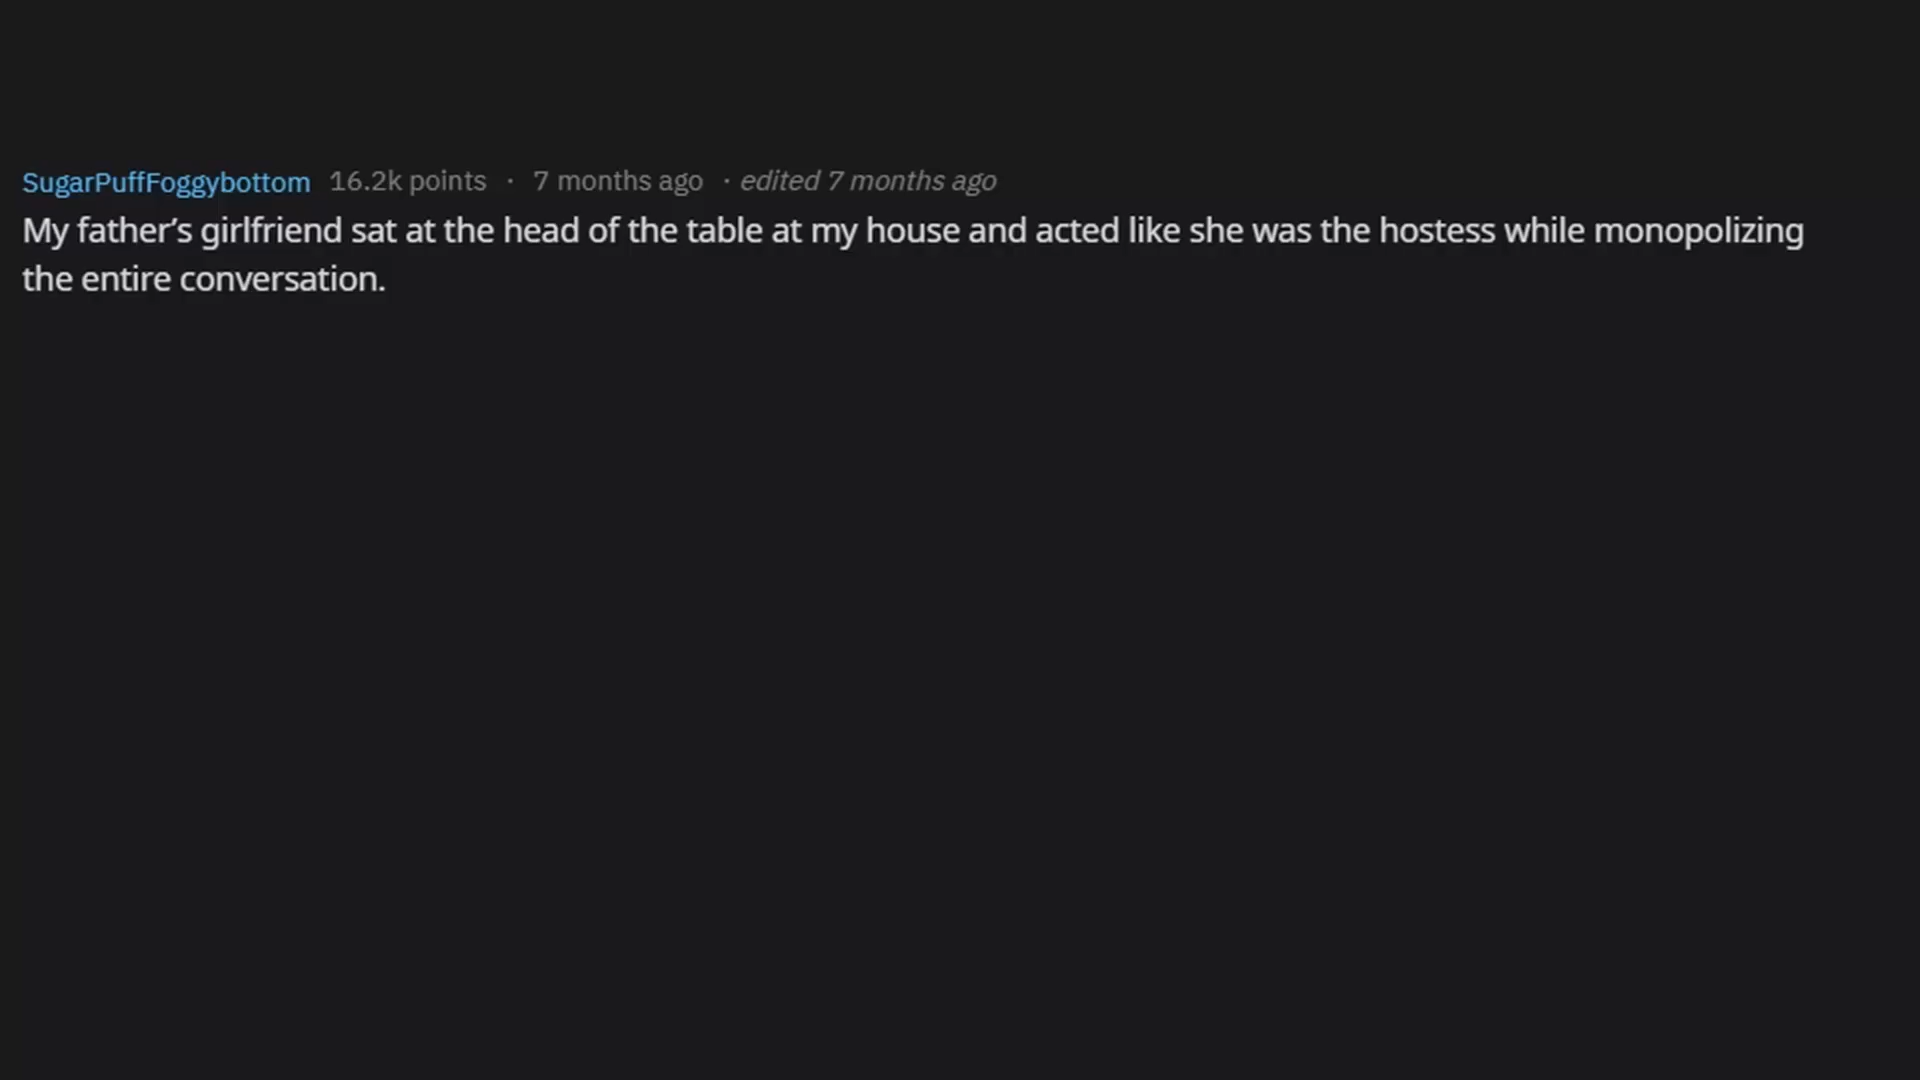 SugarPuffFoggybottom 16.2k points · 7 months ago · edited 7 months ago
My father’s girlfriend sat at the head of the table at my house and acted like she was the hostess while monopolizing
the entire conversation.